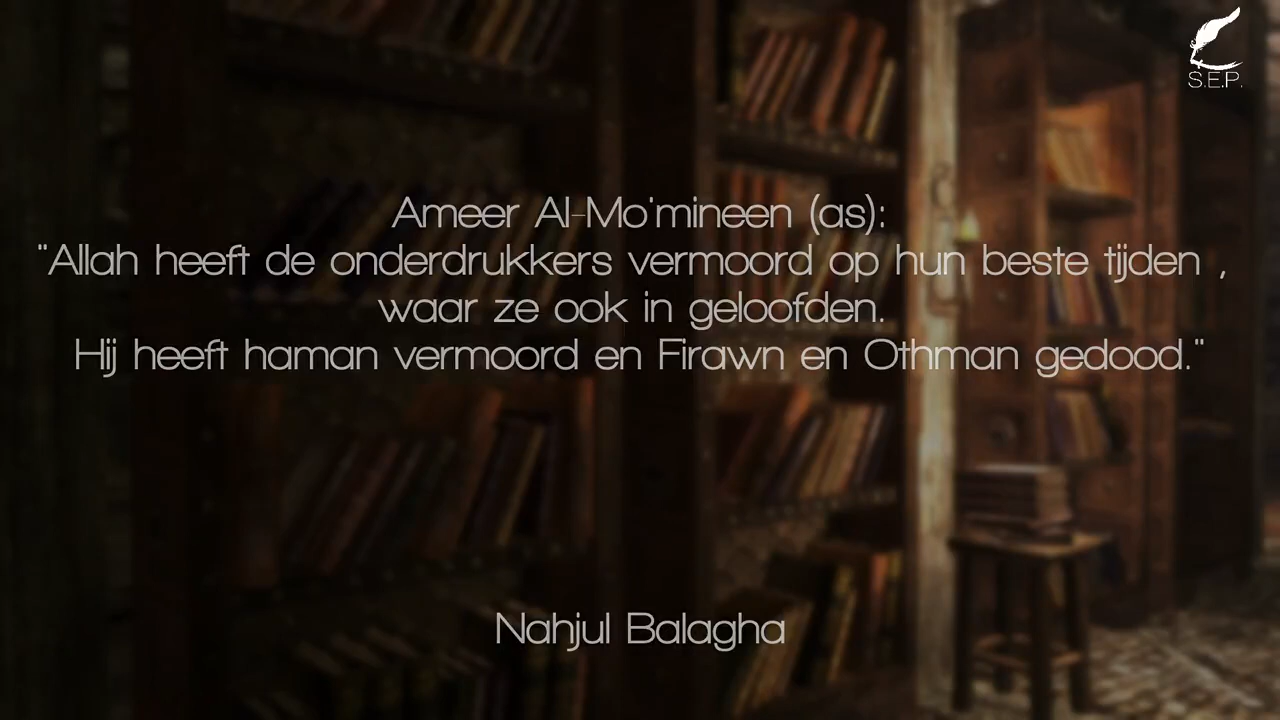 S.E.P.
Ameer Al-Mo'mineen (as):
"Allah heeft de onderdrukkers vermoord op hun beste tijden ,
waar ze ook in geloofden.
Hij heeft haman vermoord en Firawn en Othman gedood."
Nahjul Balagha